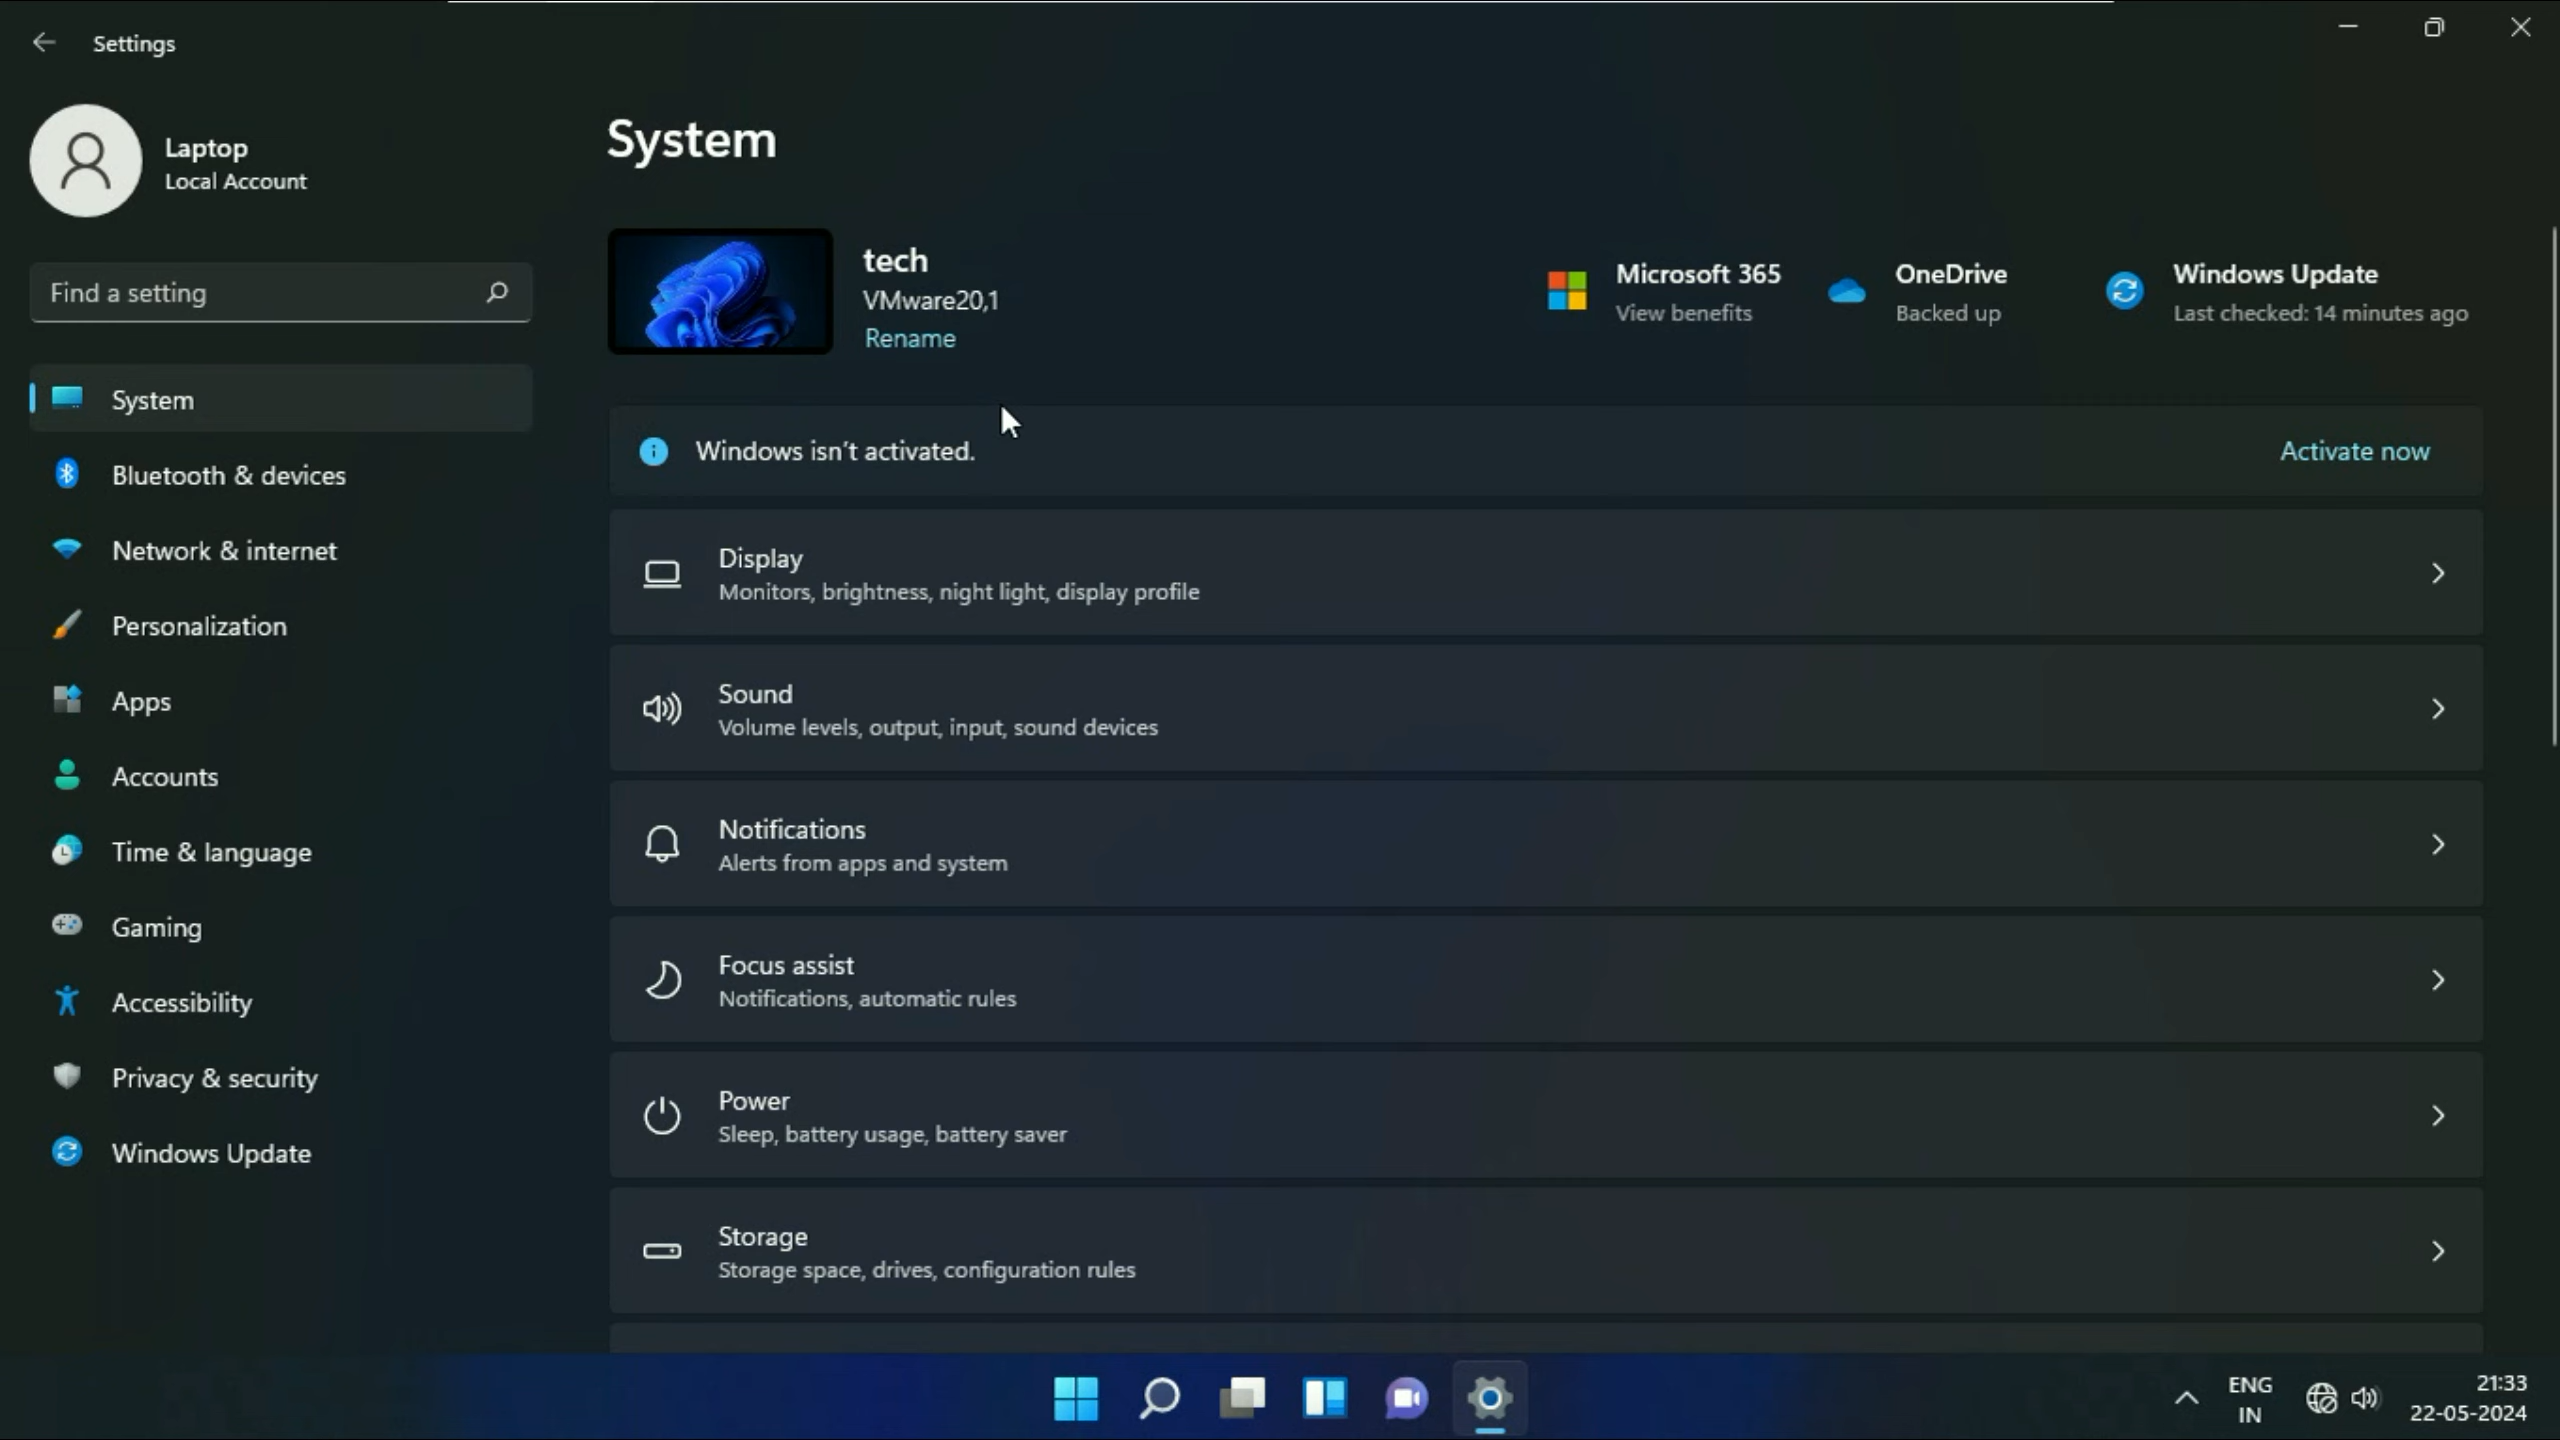 Settings
Laptop
Local Account
Find a setting
System
Bluetooth & devices
Network & internet
Personalization
Apps
Accounts
Time & language
Gaming
Accessibility
Privacy & security
Windows Update
System
tech
VMware20,1
Rename
Microsoft 365
View benefits
OneDrive
Backed up
Windows Update
Last checked: 14 minutes ago
Windows isn't activated.
Activate now
Display
Monitors, brightness, night light, display profile
Sound
Volume levels, output, input, sound devices
Notifications
Alerts from apps and system
Focus assist
Notifications, automatic rules
Power
Sleep, battery usage, battery saver
Storage
Storage space, drives, configuration rules
ENG
IN
21:33
22-05-2024